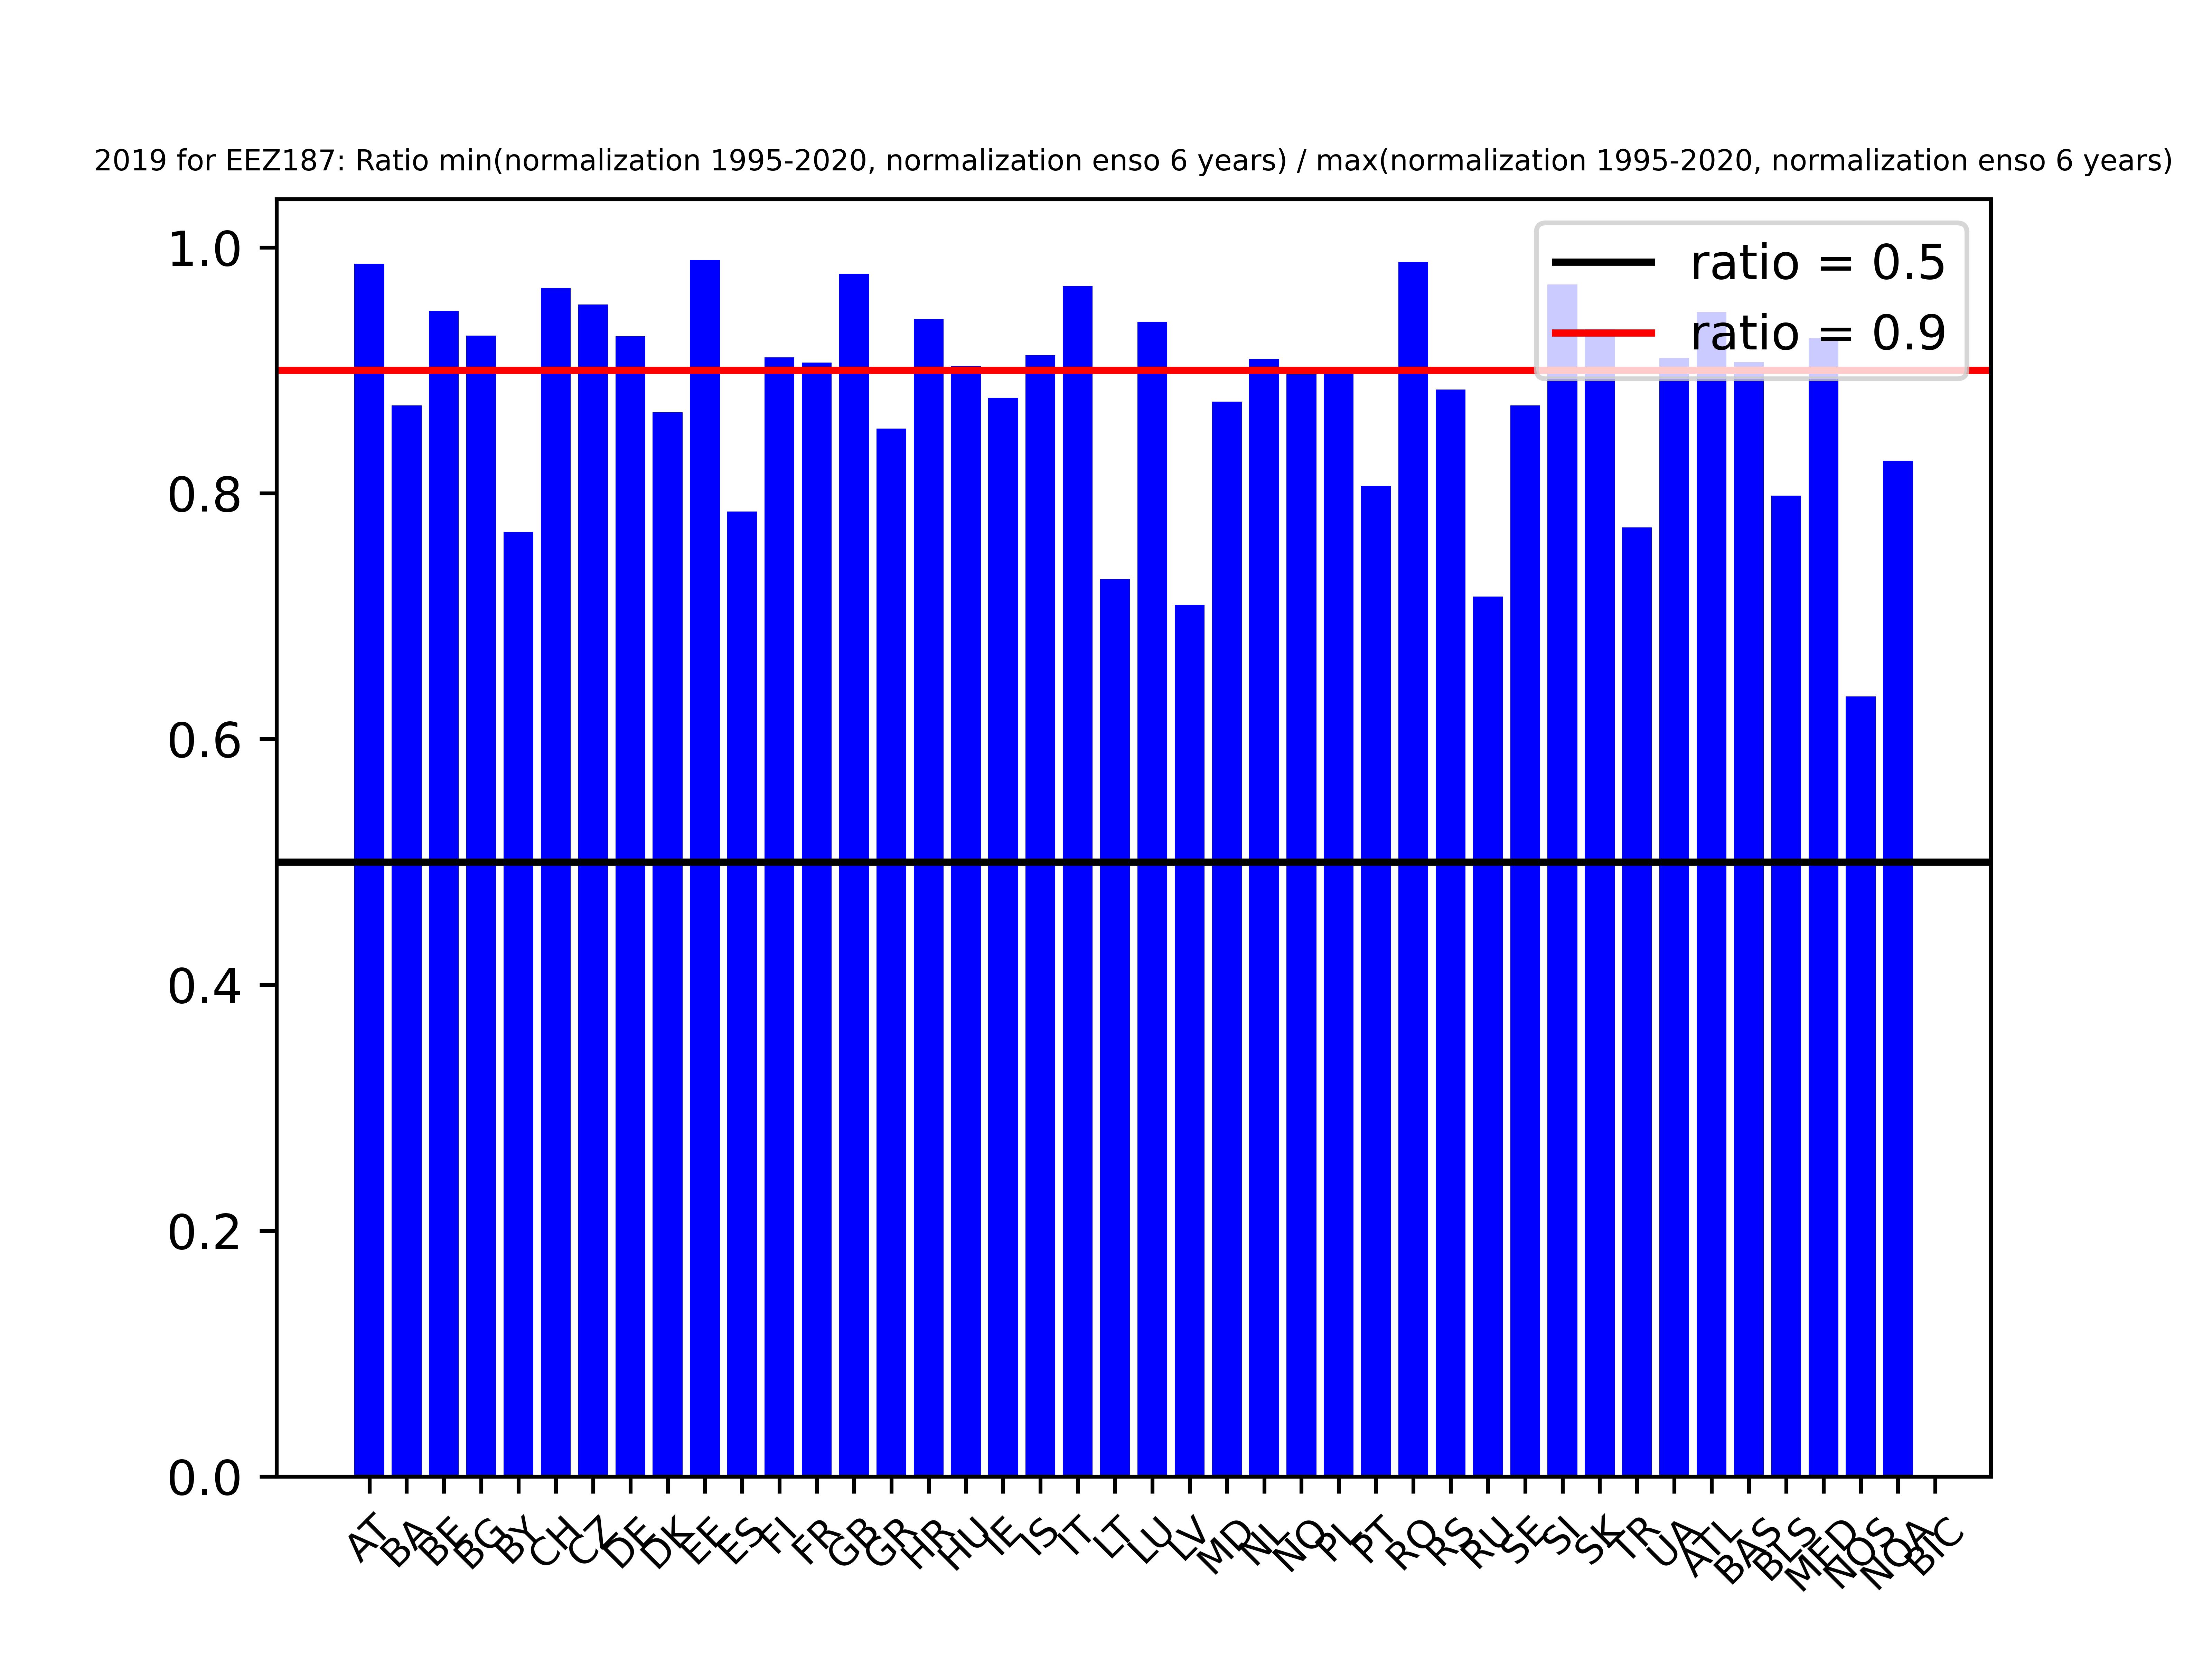 2019 for EEZ187: Ratio min(normalization 1995-2020, normalization enso 6 years) / max(normalization 1995-2020, normalization enso 6 years)
ratio = 0.5
ratio = 0.9
1.0
0.8
0.6
0.4
0.2
0.0
AT BA BE BG BY CH CZ DE DK EE ES FI FR GB GR HR HU IE IS IT LT LU LV MD NL NO PL PT RO RS RU SE SI SK TR UA ATL BAS BLS MED NOS NOA BIC